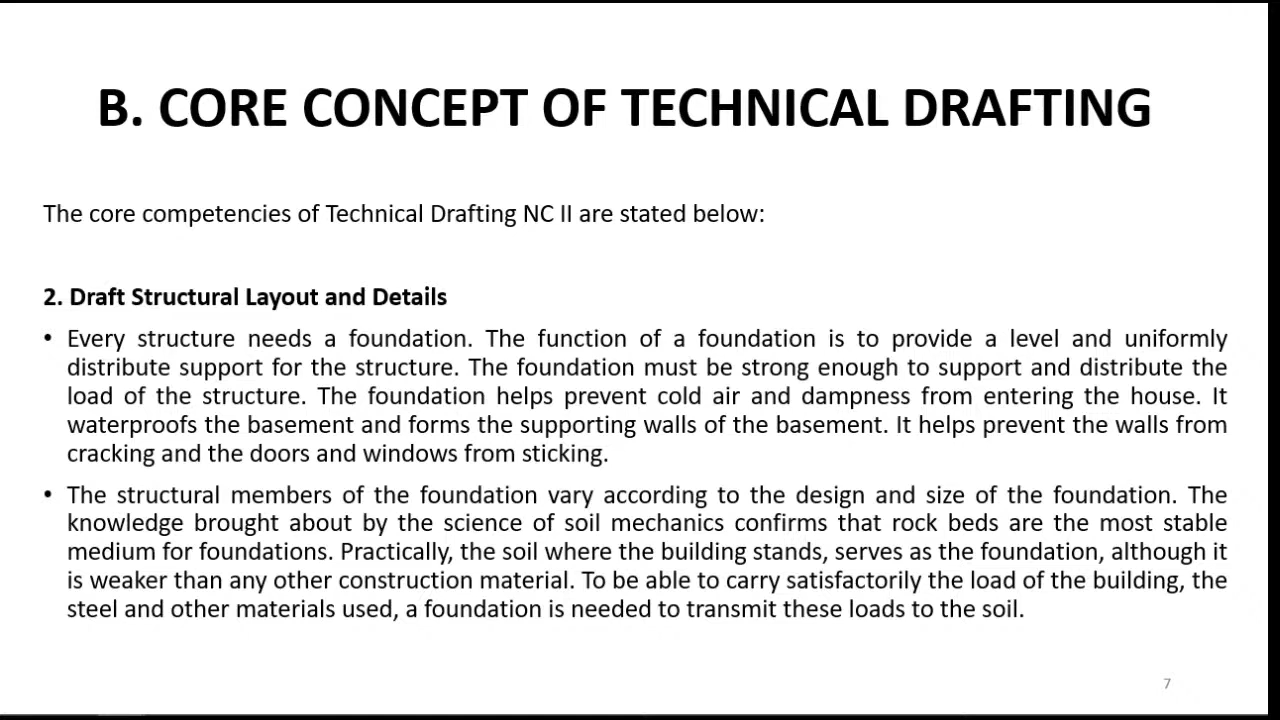 B. CORE CONCEPT OF TECHNICAL DRAFTING
The core competencies of Technical Drafting NC II are stated below:
2. Draft Structural Layout and Details
• Every structure needs a foundation. The function of a foundation is to provide a level and uniformly
distribute support for the structure. The foundation must be strong enough to support and distribute the
load of the structure. The foundation helps prevent cold air and dampness from entering the house. It
waterproofs the basement and forms the supporting walls of the basement. It helps prevent the walls from
cracking and the doors and windows from sticking.
• The structural members of the foundation vary according to the design and size of the foundation. The
knowledge brought about by the science of soil mechanics confirms that rock beds are the most stable
medium for foundations. Practically, the soil where the building stands, serves as the foundation, although it
is weaker than any other construction material. To be able to carry satisfactorily the load of the building, the
steel and other materials used, a foundation is needed to transmit these loads to the soil.
7